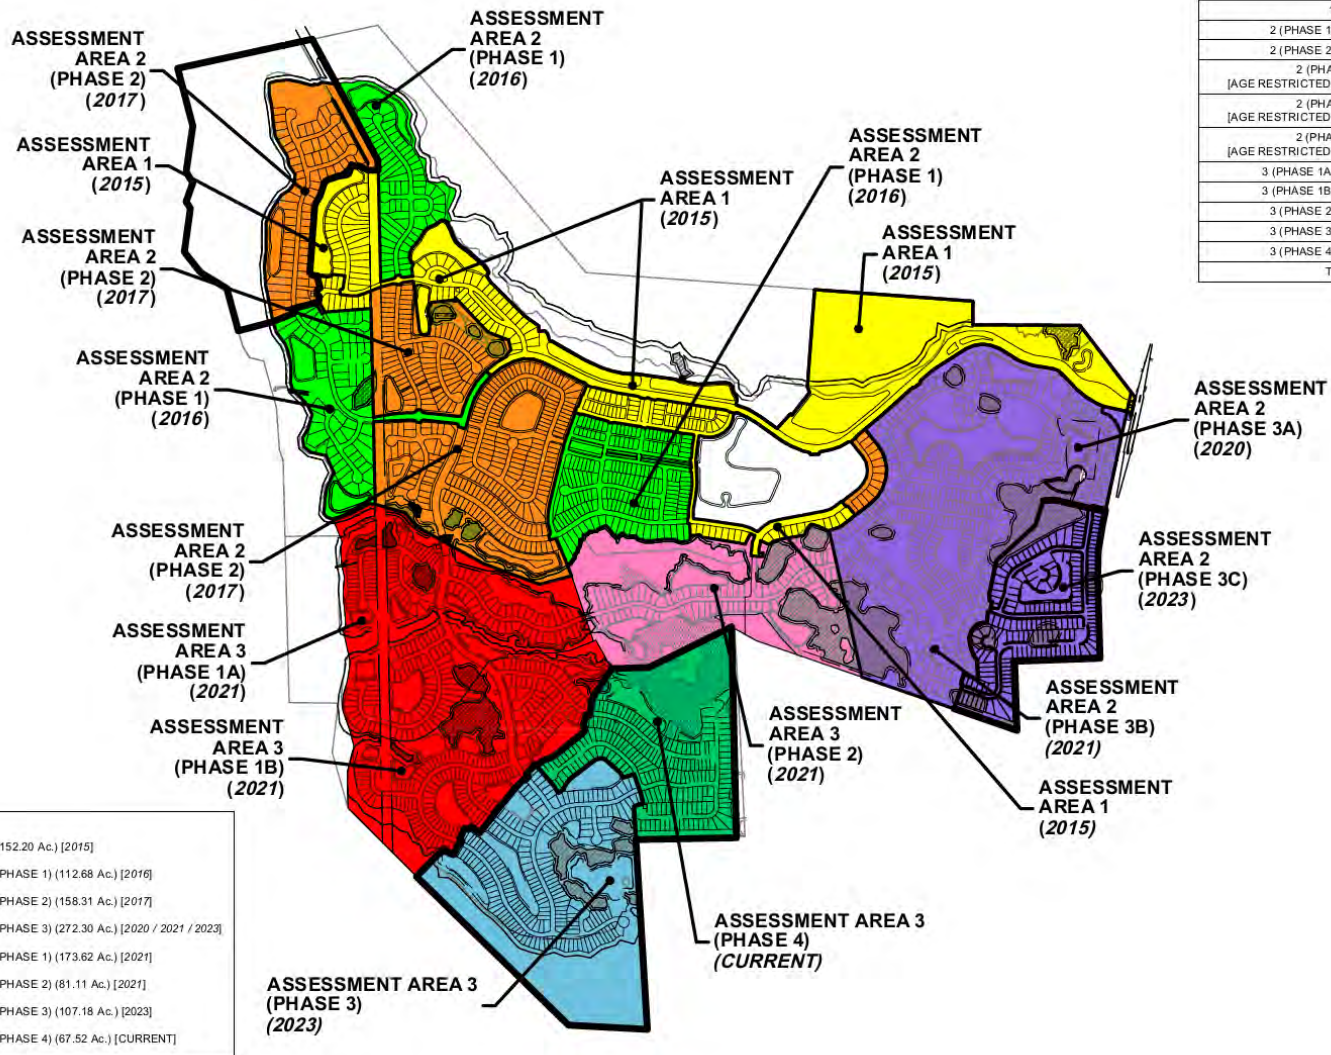 ASSESSMENT
AREA 2
(PHASE 2)
(2017)
ASSESSMENT
AREA 2
(PHASE 1)
(2016)
ASSESSMENT
AREA 1
(2015)
ASSESSMENT
AREA 2
(PHASE 2)
(2017)
ASSESSMENT
AREA 2
(PHASE 1)
(2016)
ASSESSMENT
AREA 2
(PHASE 2)
(2017)
ASSESSMENT
AREA 3
(PHASE 1A)
(2021)
ASSESSMENT
AREA 3
(PHASE 1B)
(2021)
ASSESSMENT
AREA 1
(2015)
ASSESSMENT
AREA 2
(PHASE 1)
(2016)
ASSESSMENT
AREA 1
(2015)
ASSESSMENT
AREA 2
(PHASE 3A)
(2020)
ASSESSMENT
AREA 2
(PHASE 3C)
(2023)
ASSESSMENT
AREA 2
(PHASE 3B)
(2021)
ASSESSMENT
AREA 1
(2015)
ASSESSMENT
AREA 3
(PHASE 2)
(2021)
ASSESSMENT AREA 3
(PHASE 4)
(CURRENT)
ASSESSMENT AREA 3
(PHASE 3)
(2023)
2 (PHASE 1
2 (PHASE 2
2 (PHA
[AGE RESTRICTED
2 (PHA
[AGE RESTRICTED
2 (PHA
[AGE RESTRICTED
3 (PHASE 1A
3 (PHASE 1B
3 (PHASE 2
3 (PHASE 3
3 (PHASE 4
T
152.20 Ac.) [2015]
PHASE 1) (112.68 Ac.) [2016]
PHASE 2) (158.31 Ac.) [2017]
PHASE 3) (272.30 Ac.) [2020 / 2021 / 2023]
PHASE 1) (173.62 Ac.) [2021]
PHASE 2) (81.11 Ac.) [2021]
PHASE 3) (107.18 Ac.) [2023]
PHASE 4) (67.52 Ac.) [CURRENT]